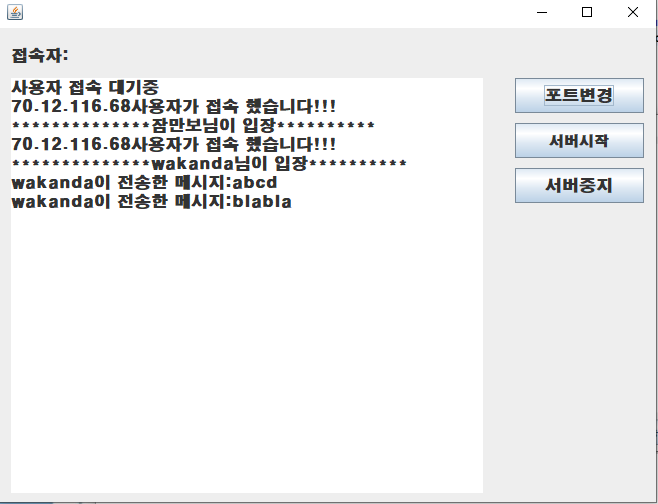 접속자:
사용자 접속 대기중
70.12.116.68사용자가 접속 했습니다!!!
**************잠만보님이 입장**********
70.12.116.68사용자가 접속 했습니다!!!
**************wakanda님이 입장**********
wakanda이 전송한 메시지:abcd
wakanda이 전송한 메시지:blabla
포트변경
서버시작
서버중지